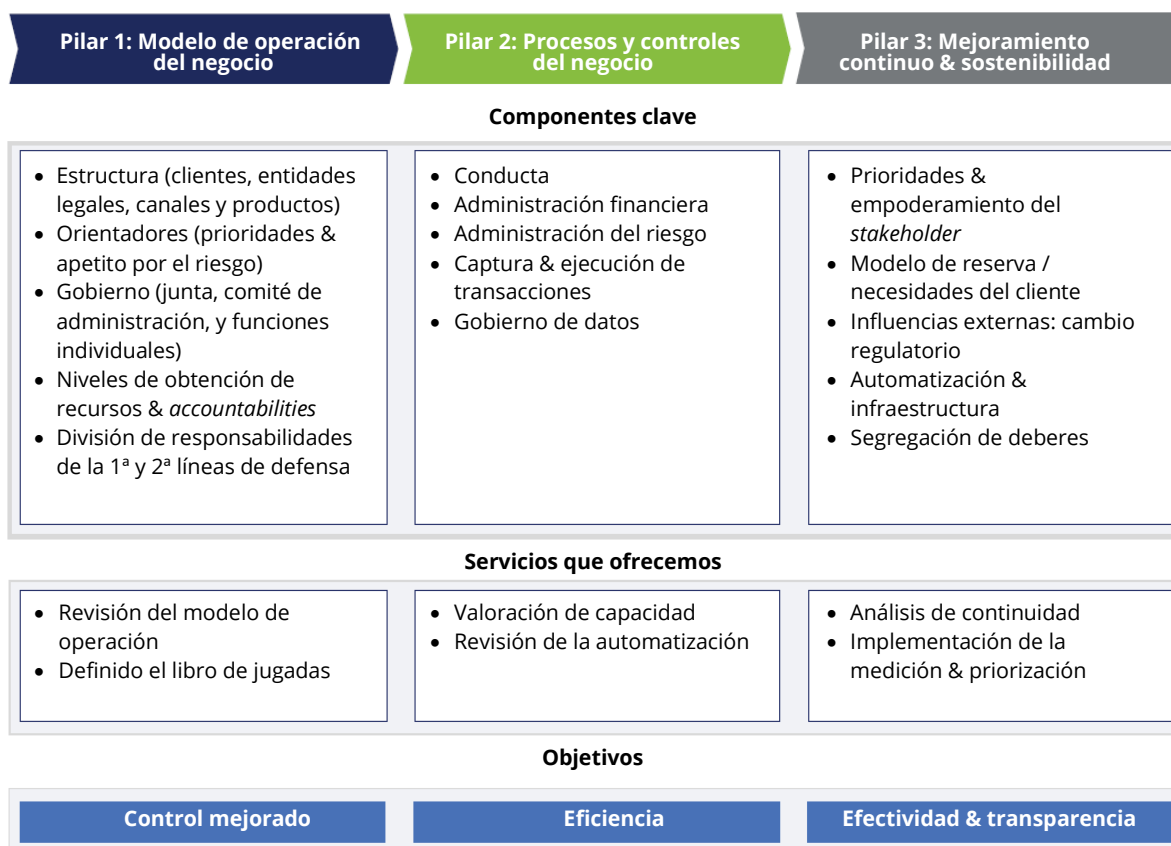 Pilar 1: Modelo de operación
del negocio
Pilar 2: Procesos y controles
del negocio
Pilar 3: Mejoramiento
continuo & sostenibilidad
Componentes clave
• Estructura (clientes, entidades
legales, canales y productos)
• Orientadores (prioridades &
apetito por el riesgo)
• Gobierno (junta, comité de
administración, y funciones
individuales)
• Niveles de obtención de
recursos & accountabilities
• División de responsabilidades
de la 1ª y 2ª líneas de defensa
• Conducta
• Administración financiera
• Administración del riesgo
• Captura & ejecución de
transacciones
• Gobierno de datos
• Prioridades &
empoderamiento del
stakeholder
• Modelo de reserva /
necesidades del cliente
• Influencias externas: cambio
regulatorio
• Automatización &
infraestructura
• Segregación de deberes
Servicios que ofrecemos
• Revisión del modelo de
operación
• Definido el libro de jugadas
• Valoración de capacidad
• Revisión de la automatización
• Análisis de continuidad
• Implementación de la
medición & priorización
Objetivos
Control mejorado
Eficiencia
Efectividad & transparencia